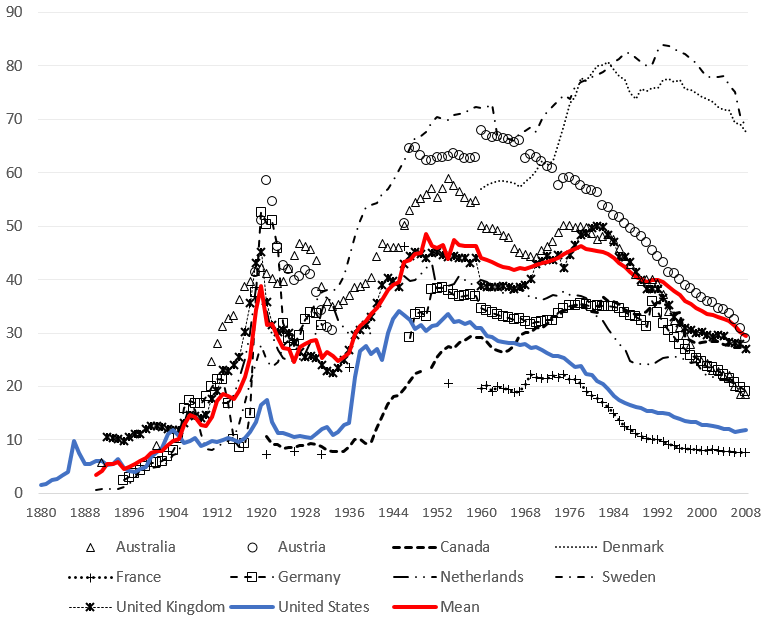 90
80
70
60
50
40
30
20
10
0
1880 1888 1896 1904 1912 1920 1928 1936 1944 1952 1960 1968 1976 1984 1992 2000 2008
Australia Austria Canada Denmark
France Germany Netherlands Sweden
United Kingdom United States Mean